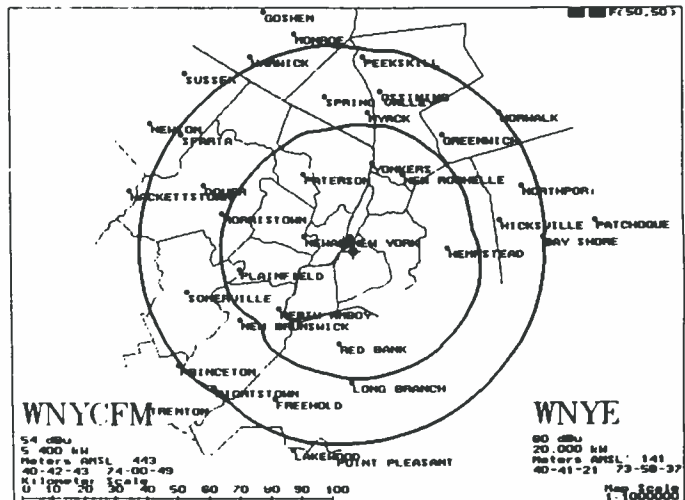 GOSHEN
F(50,50)
MONROE
WARWICK
PEEKSKILL
SUSSEX
SPRING VALLEY
OSSINING
NYACK
NORWALK
NEWTON
SPARTA
GREENWICH
YONKERS
PATERSON
NEW ROCHELLE
HACKETTSTOWN
DOVER
NORTHPORT
MORRISTOWN
HICKSVILLE
PATCHOGUE
NEWARK
NEW YORK
BAY SHORE
HEMPSTEAD
PLAINFIELD
SOMERVILLE
PERTH AMBOY
NEW BRUNSWICK
RED BANK
PRINCETON
LONG BRANCH
HIGHTSTOWN
FREEHOLD
TRENTON
WNYCFM
WNYE
54 dBu
5.400 kW
Meters AMSL 443
40-42-43 74-00-49
60 dBu
20.000 kW
Meters AMSL 141
40-41-21 73-58-37
LAKEWOOD
POINT PLEASANT
Kilometer Scale
0 10 20 30 40 50 60 70 80 90 100
Map Scale
1:1000000